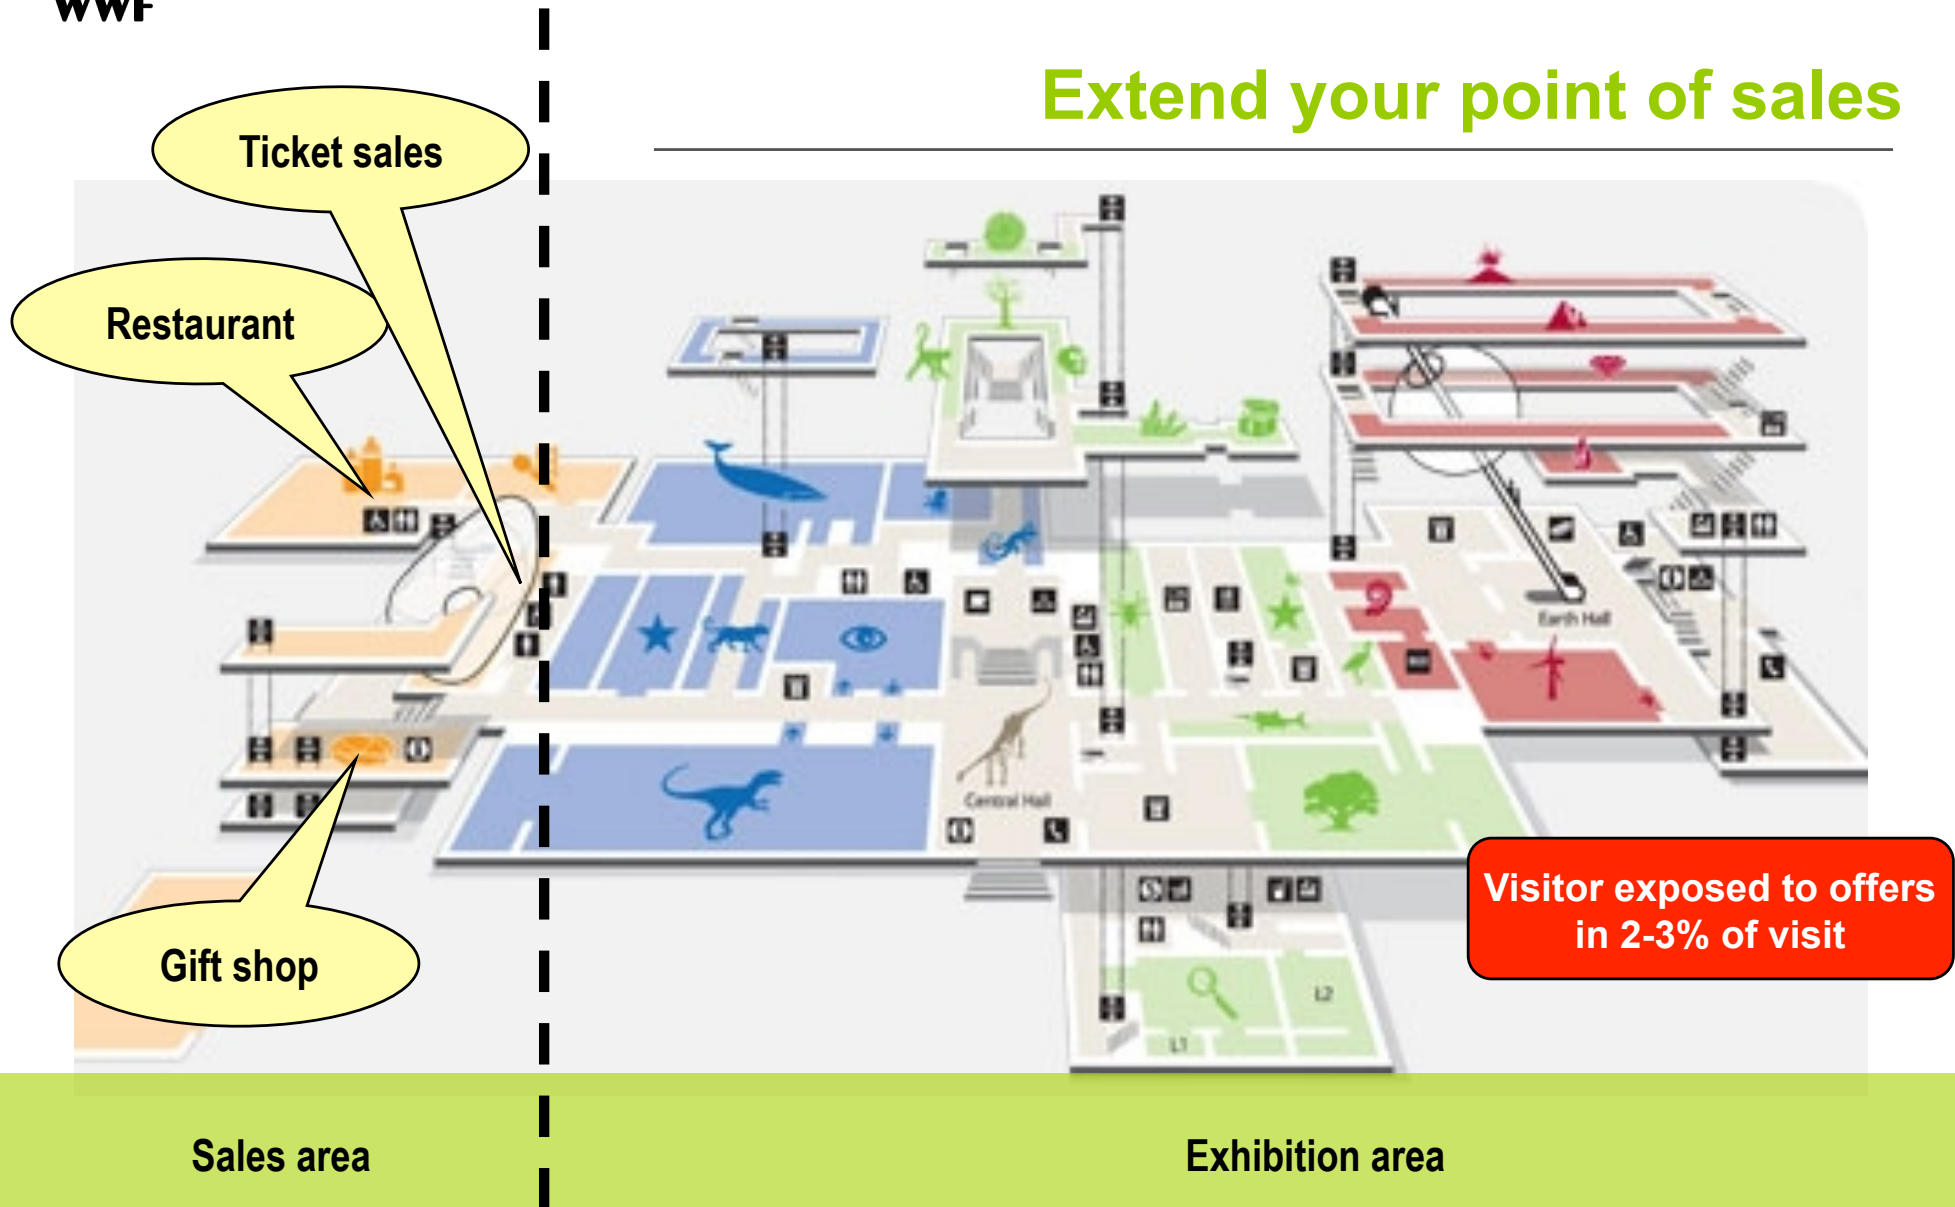 WWF
Extend your point of sales
Ticket sales
Restaurant
Earth Hall
Central Hall
Gift shop
Visitor exposed to offers
in 2-3% of visit
L2
L1
Sales area
Exhibition area